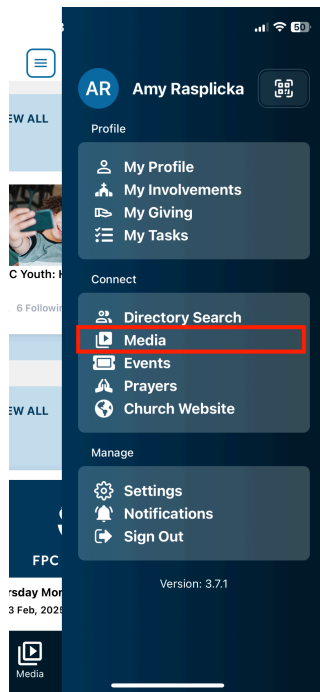 50
AR
Amy Rasplicka
Profile
My Profile
My Involvements
My Giving
My Tasks
Connect
Directory Search
Media
Events
Prayers
Church Website
Manage
Settings
Notifications
Sign Out
Version: 3.7.1
EW ALL
C Youth: H
6 Followin
EW ALL
FPC
rsday Mor
3 Feb, 2025
Media